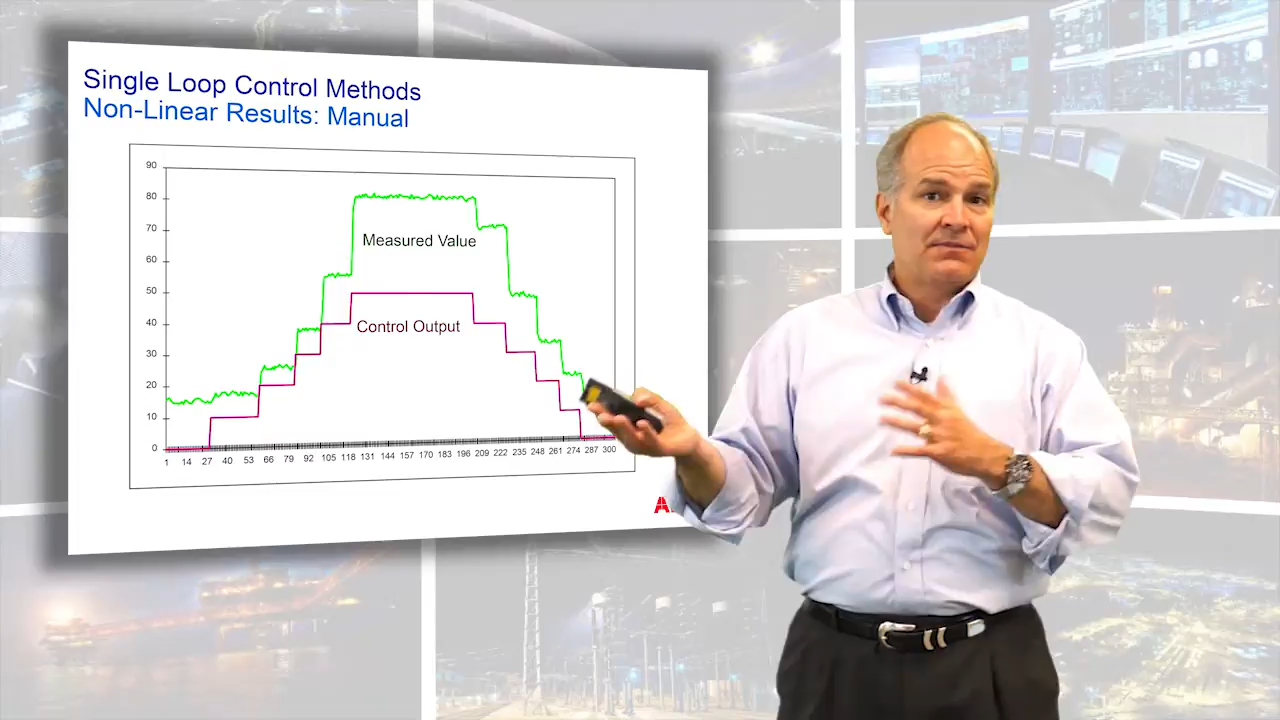 Single Loop Control Methods
Non-Linear Results: Manual
90
80
70
60
50
40
30
20
10
0
Measured Value
Control Output
1 14 27 40 53 66 79 92 105 118 131 144 157 170 183 196 209 222 235 248 261 274 287 300
A